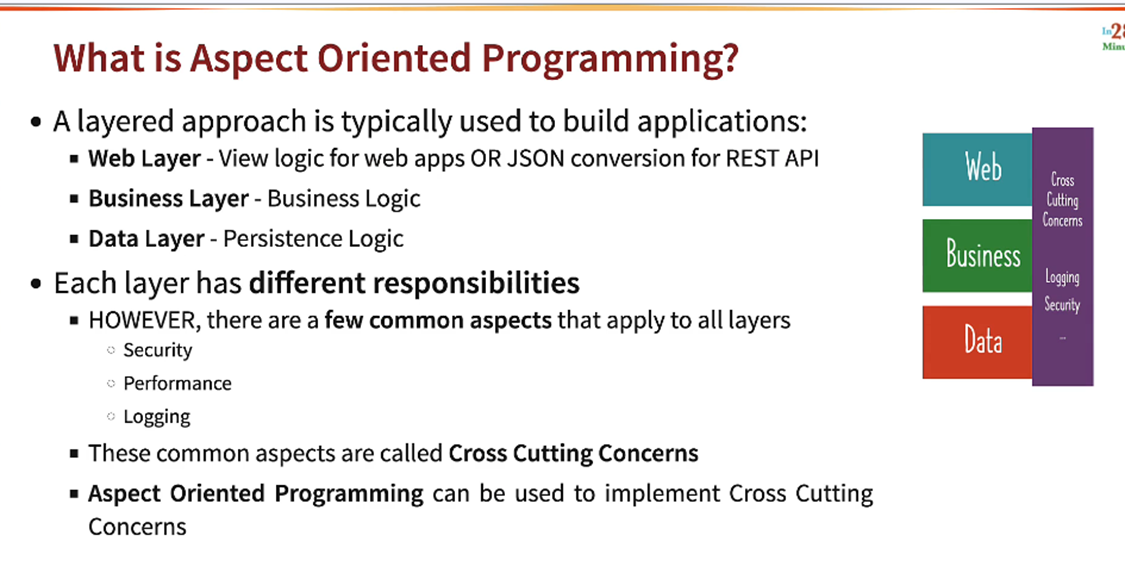 What is Aspect Oriented Programming?
In28
Minu
• A layered approach is typically used to build applications:
▪ Web Layer - View logic for web apps OR JSON conversion for REST API
▪ Business Layer - Business Logic
▪ Data Layer - Persistence Logic
• Each layer has different responsibilities
▪ HOWEVER, there are a few common aspects that apply to all layers
◌ Security
◌ Performance
◌ Logging
▪ These common aspects are called Cross Cutting Concerns
▪ Aspect Oriented Programming can be used to implement Cross Cutting
Concerns
Web
Business
Data
Cross
Cutting
Concerns
Logging
Security
...